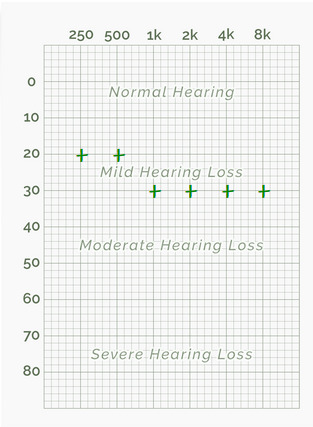 250 500 1k 2k 4k 8k
0
Normal Hearing
10
20
Mild Hearing Loss
30
40
Moderate Hearing Loss
50
60
70
Severe Hearing Loss
80